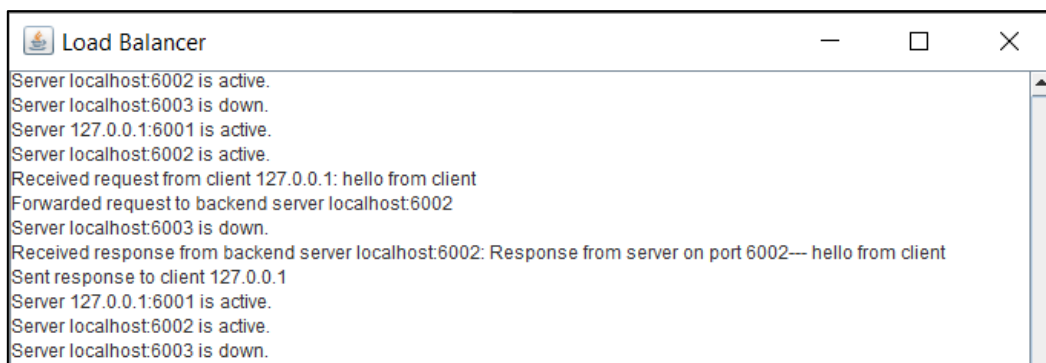 Load Balancer
Server localhost:6002 is active.
Server localhost:6003 is down.
Server 127.0.0.1:6001 is active.
Server localhost:6002 is active.
Received request from client 127.0.0.1: hello from client
Forwarded request to backend server localhost:6002
Server localhost:6003 is down.
Received response from backend server localhost:6002: Response from server on port 6002--- hello from client
Sent response to client 127.0.0.1
Server 127.0.0.1:6001 is active.
Server localhost:6002 is active.
Server localhost:6003 is down.